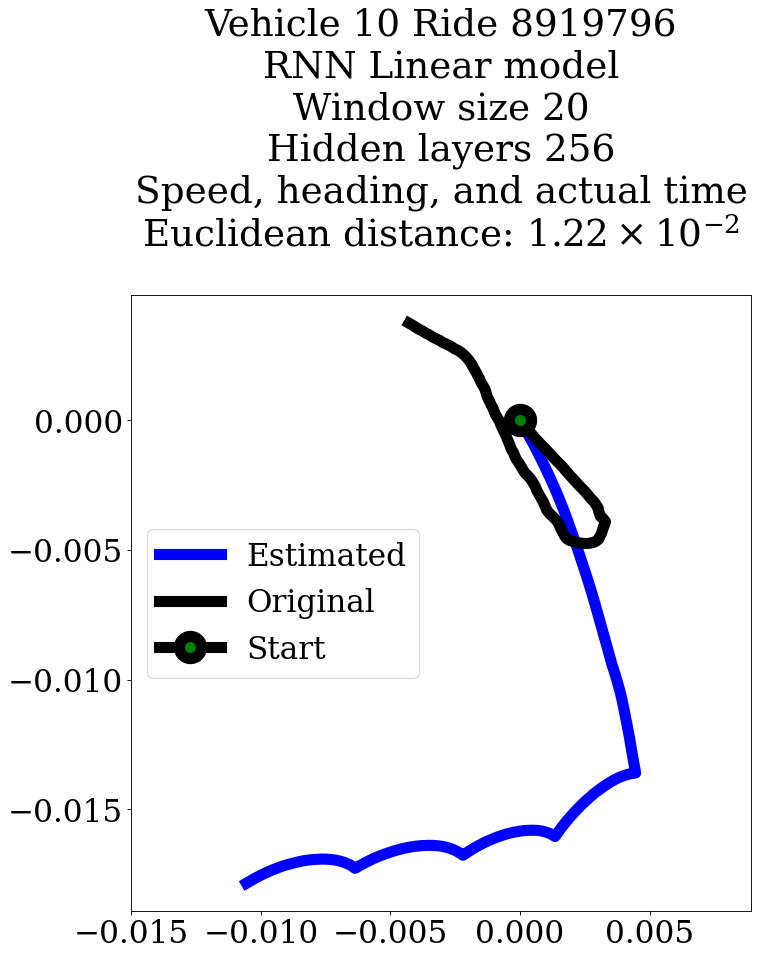 Vehicle 10 Ride 8919796
RNN Linear model
Window size 20
Hidden layers 256
Speed, heading, and actual time
Euclidean distance: 1.22 × 10⁻²
0.000
−0.005
−0.010
−0.015
Estimated
Original
Start
−0.015 −0.010 −0.005 0.000 0.005